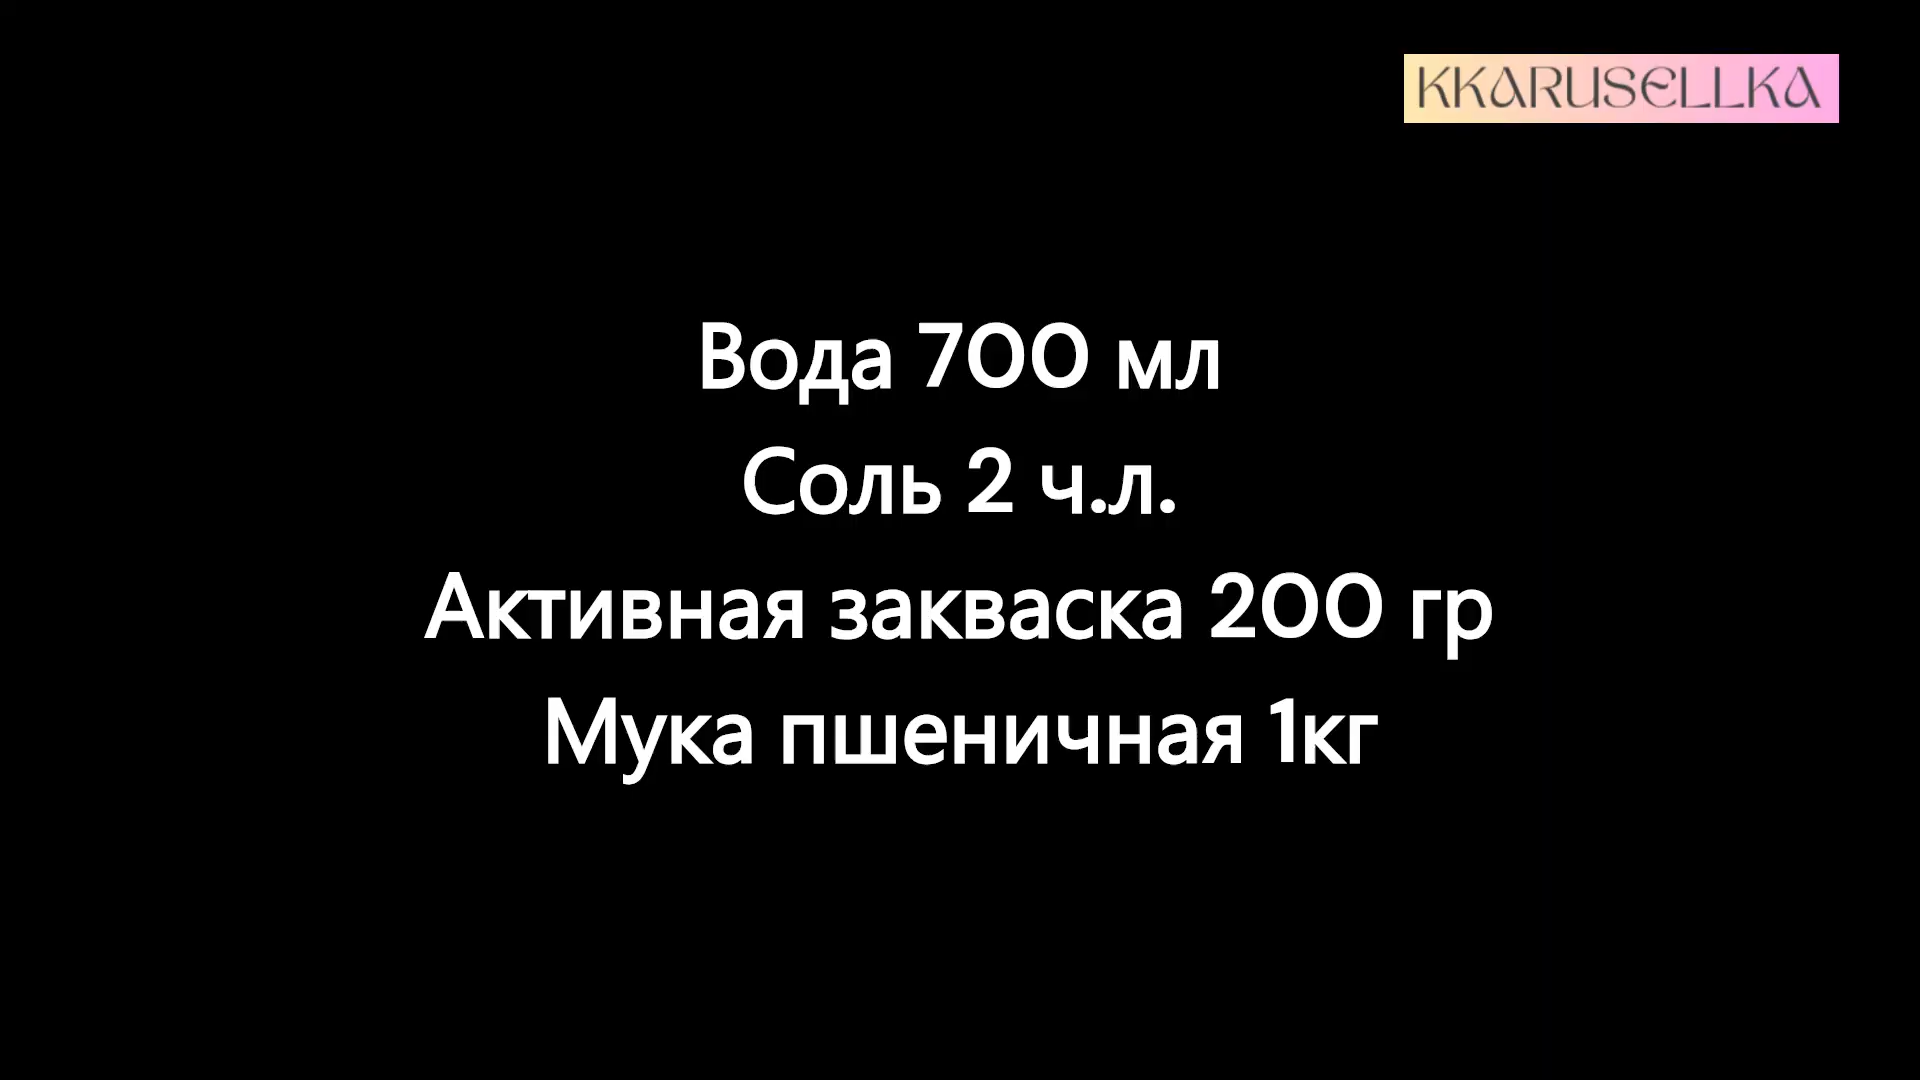 KKARUSELLKA
Вода 700 мл
Соль 2 ч.л.
Активная закваска 200 гр
Мука пшеничная 1кг